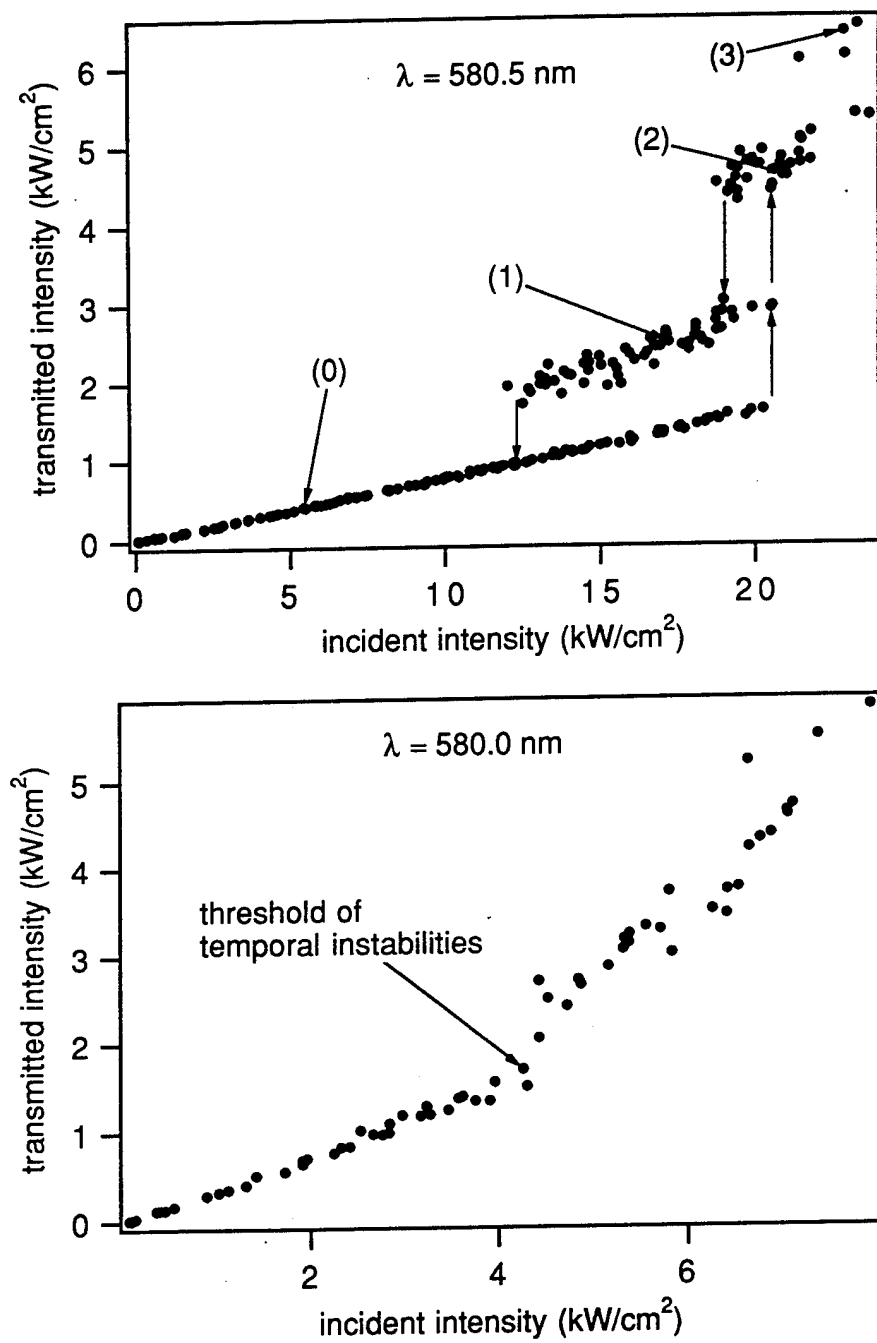 λ = 580.5 nm
(3)
(2)
(1)
(0)
transmitted intensity (kW/cm²)
6
5
4
3
2
1
0
0 5 10 15 20
incident intensity (kW/cm²)
λ = 580.0 nm
threshold of
temporal instabilities
transmitted intensity (kW/cm²)
5
4
3
2
1
0
2 4 6
incident intensity (kW/cm²)